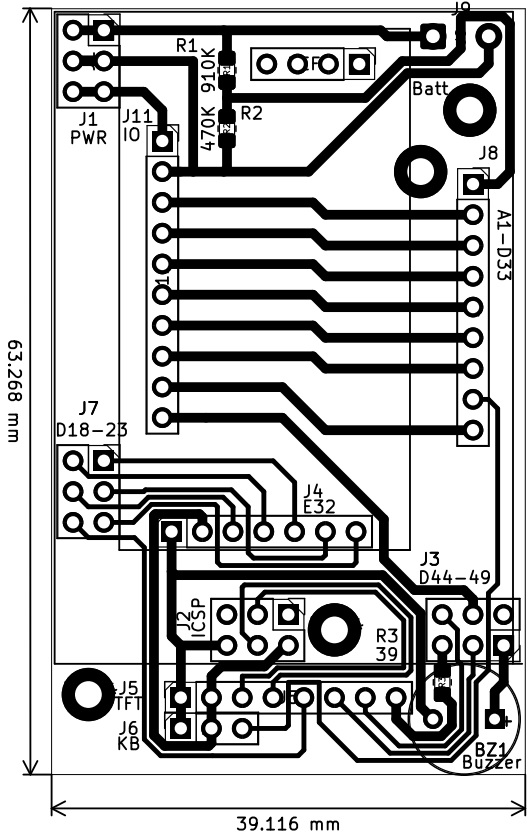 J9
R1
910K
Batt
R2
470K
J1
PWR
J11
IO
J8
A1-D33
63.268 mm
J7
D18-23
J4
E32
J3
D44-49
J2
ICSP
R3
39
J5
TFT
J6
KB
BZ1
Buzzer
39.116 mm